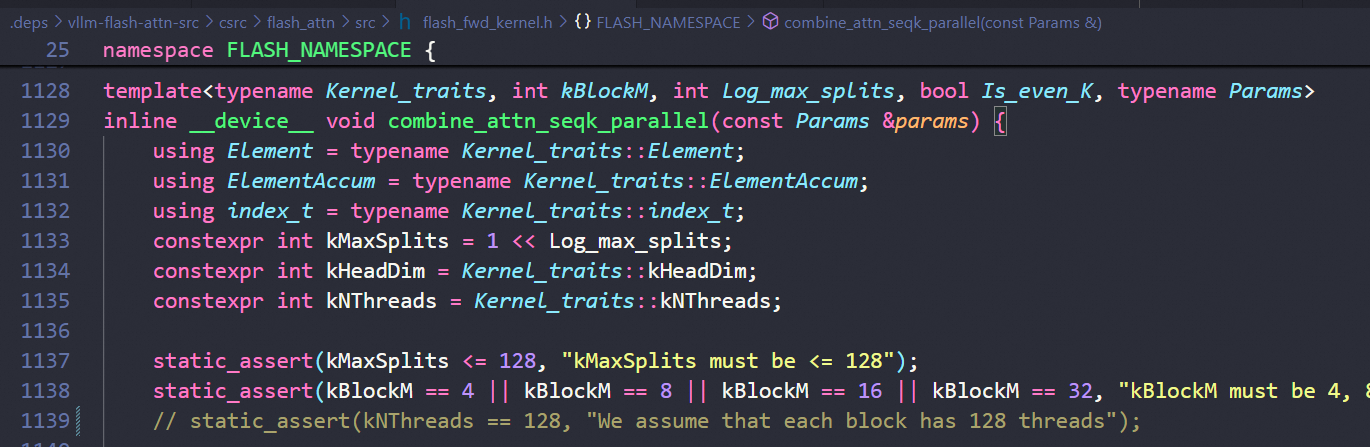 .deps > vllm-flash-attn-src > csrc > flash_attn > src > h flash_fwd_kernel.h > {} FLASH_NAMESPACE > combine_attn_seqk_parallel(const Params &)
25 namespace FLASH_NAMESPACE {
1128 template<typename Kernel_traits, int kBlockM, int Log_max_splits, bool Is_even_K, typename Params>
1129 inline __device__ void combine_attn_seqk_parallel(const Params &params) {
1130 using Element = typename Kernel_traits::Element;
1131 using ElementAccum = typename Kernel_traits::ElementAccum;
1132 using index_t = typename Kernel_traits::index_t;
1133 constexpr int kMaxSplits = 1 << Log_max_splits;
1134 constexpr int kHeadDim = Kernel_traits::kHeadDim;
1135 constexpr int kNThreads = Kernel_traits::kNThreads;
1136
1137 static_assert(kMaxSplits <= 128, "kMaxSplits must be <= 128");
1138 static_assert(kBlockM == 4 || kBlockM == 8 || kBlockM == 16 || kBlockM == 32, "kBlockM must be 4, 8
1139 // static_assert(kNThreads == 128, "We assume that each block has 128 threads");